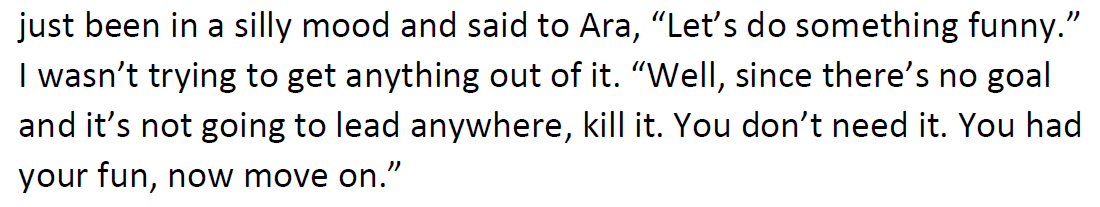 just been in a silly mood and said to Ara, “Let’s do something funny.”
I wasn’t trying to get anything out of it. “Well, since there’s no goal
and it’s not going to lead anywhere, kill it. You don’t need it. You had
your fun, now move on.”